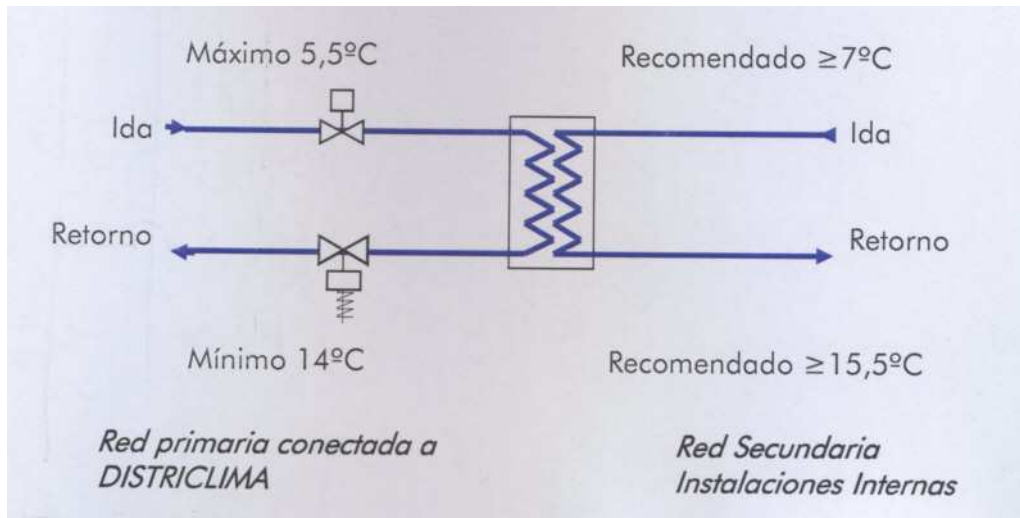 Máximo 5,5ºC
Recomendado ≥7ºC
Ida
Ida
Retorno
Retorno
Mínimo 14ºC
Recomendado ≥15,5ºC
Red primaria conectada a
DISTRICLIMA
Red Secundaria
Instalaciones Internas